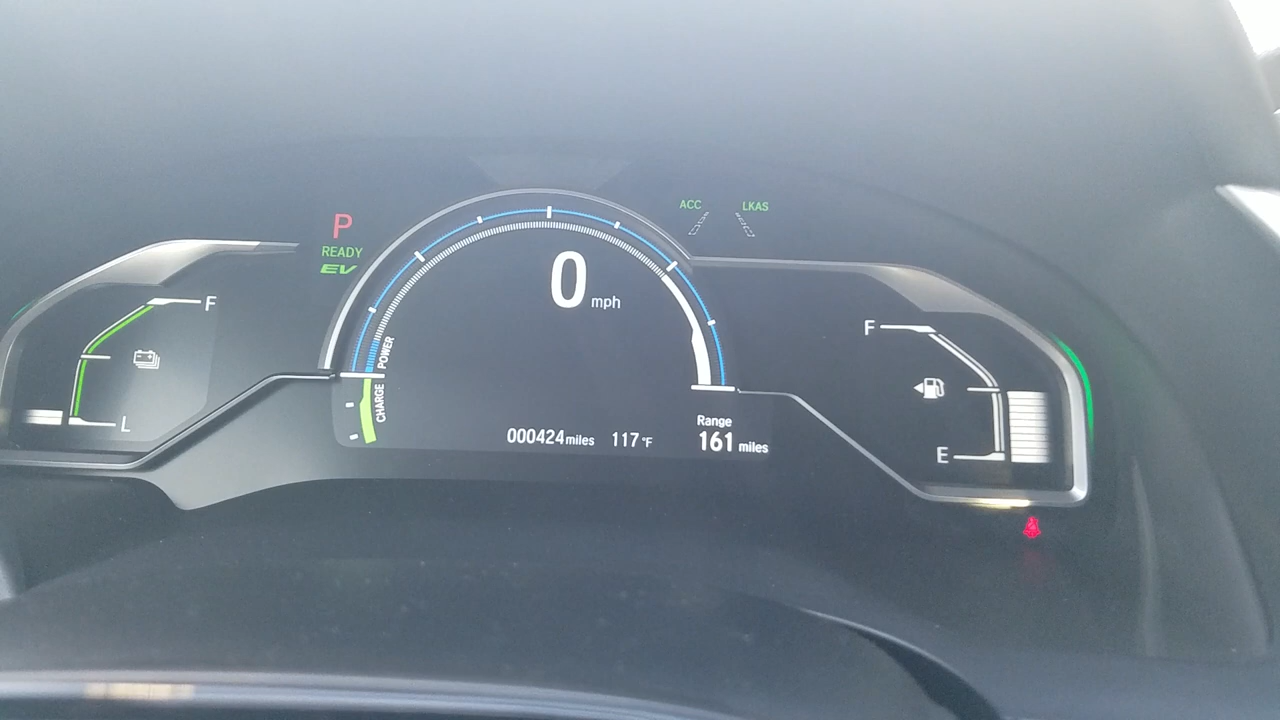 P
READY
EV
ACC
LKAS
0 mph
F
L
POWER
CHARGE
F
E
000424 miles
117 °F
Range
161 miles